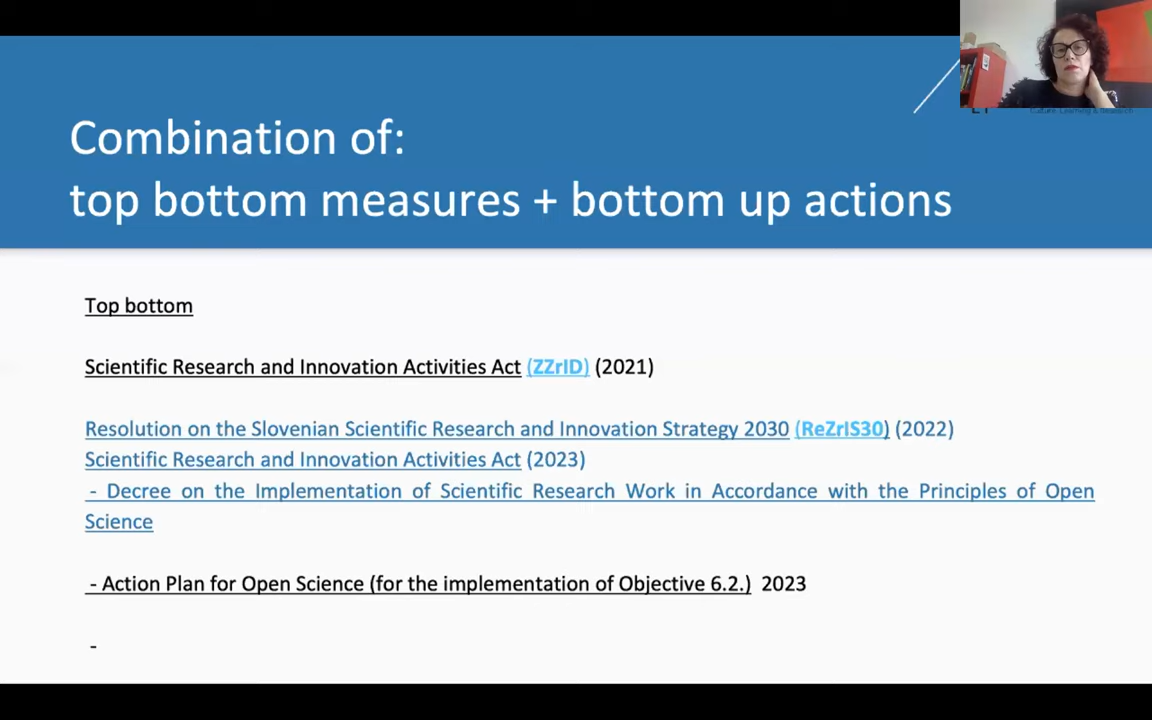 Combination of:
top bottom measures + bottom up actions
Top bottom
Scientific Research and Innovation Activities Act (ZZrID) (2021)
Resolution on the Slovenian Scientific Research and Innovation Strategy 2030 (ReZrIS30) (2022)
Scientific Research and Innovation Activities Act (2023)
- Decree on the Implementation of Scientific Research Work in Accordance with the Principles of Open
Science
- Action Plan for Open Science (for the implementation of Objective 6.2.) 2023
-